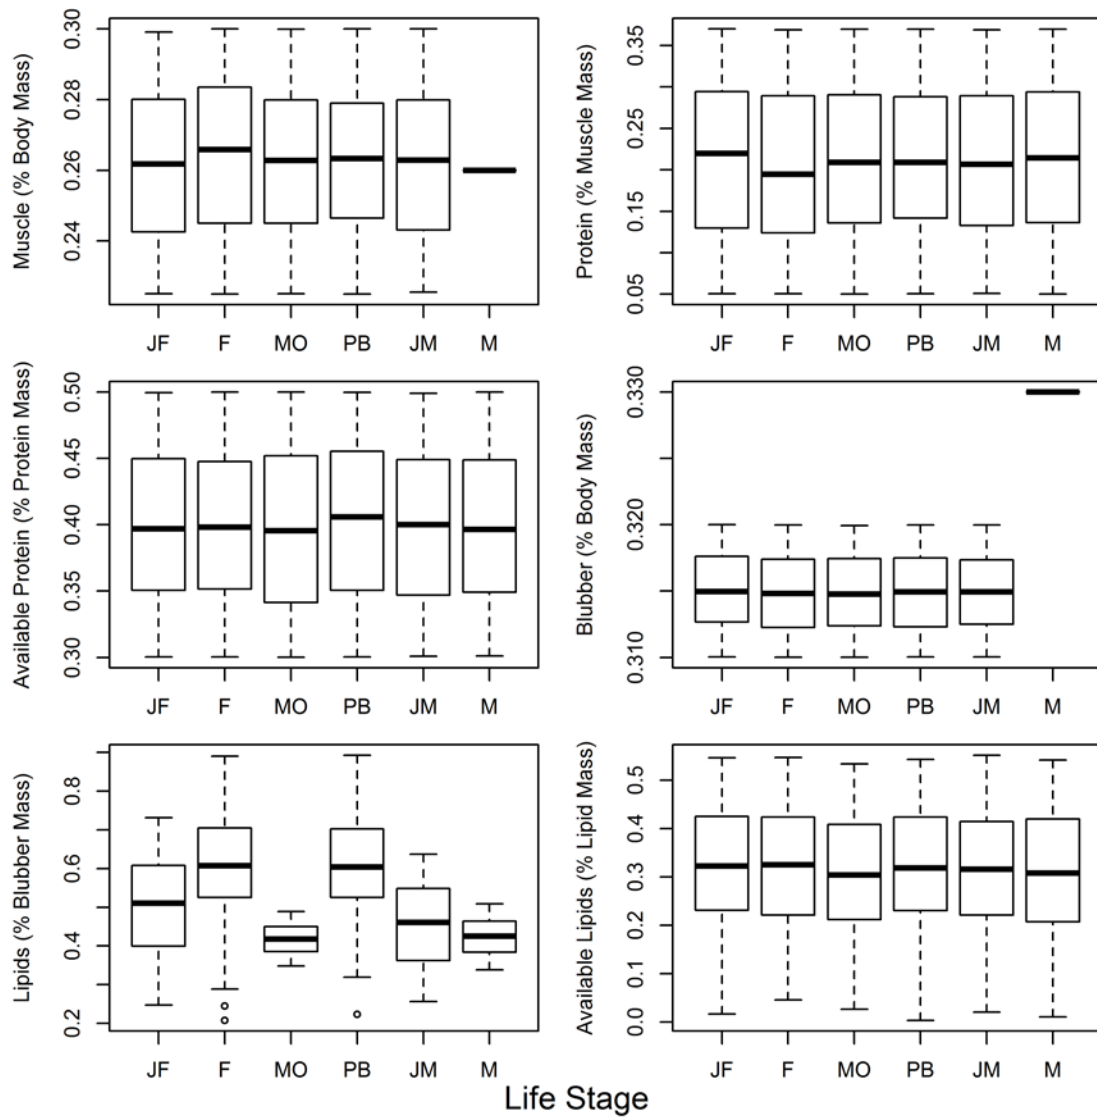 Muscle (% Body Mass)
0.30
0.28
0.26
0.24
JF F MO PB JM M
Protein (% Muscle Mass)
0.35
0.25
0.15
0.05
JF F MO PB JM M
Available Protein (% Protein Mass)
0.50
0.45
0.40
0.35
0.30
JF F MO PB JM M
Blubber (% Body Mass)
0.330
0.320
0.310
JF F MO PB JM M
Lipids (% Blubber Mass)
0.8
0.6
0.4
0.2
JF F MO PB JM M
Available Lipids (% Lipid Mass)
0.5
0.4
0.3
0.2
0.1
0.0
JF F MO PB JM M
Life Stage